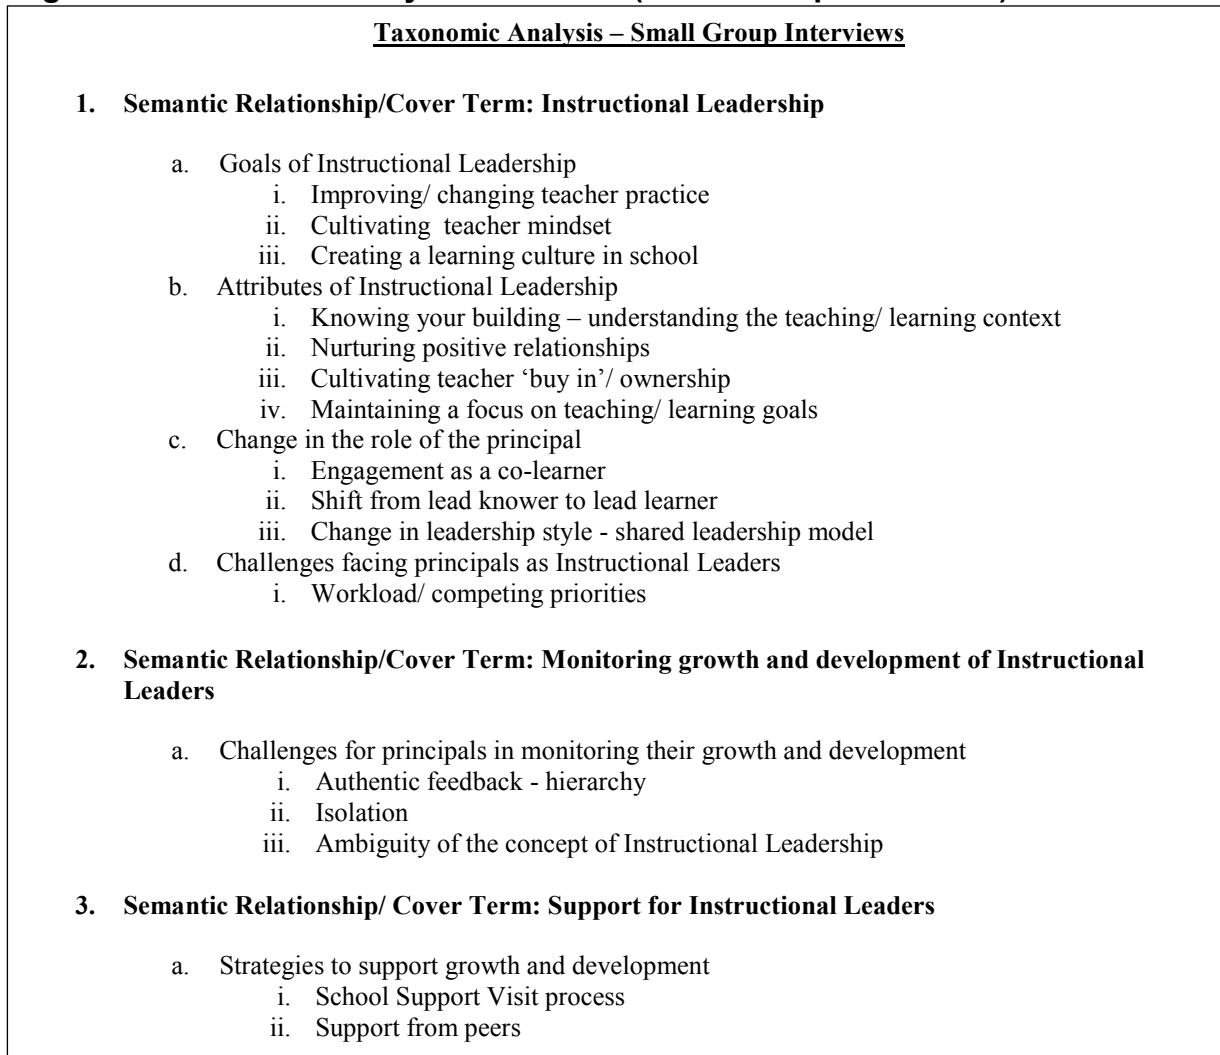 Taxonomic Analysis – Small Group Interviews
1. Semantic Relationship/Cover Term: Instructional Leadership
a. Goals of Instructional Leadership
i. Improving/ changing teacher practice
ii. Cultivating teacher mindset
iii. Creating a learning culture in school
b. Attributes of Instructional Leadership
i. Knowing your building – understanding the teaching/ learning context
ii. Nurturing positive relationships
iii. Cultivating teacher ‘buy in’/ ownership
iv. Maintaining a focus on teaching/ learning goals
c. Change in the role of the principal
i. Engagement as a co-learner
ii. Shift from lead knower to lead learner
iii. Change in leadership style - shared leadership model
d. Challenges facing principals as Instructional Leaders
i. Workload/ competing priorities
2. Semantic Relationship/Cover Term: Monitoring growth and development of Instructional
Leaders
a. Challenges for principals in monitoring their growth and development
i. Authentic feedback - hierarchy
ii. Isolation
iii. Ambiguity of the concept of Instructional Leadership
3. Semantic Relationship/ Cover Term: Support for Instructional Leaders
a. Strategies to support growth and development
i. School Support Visit process
ii. Support from peers